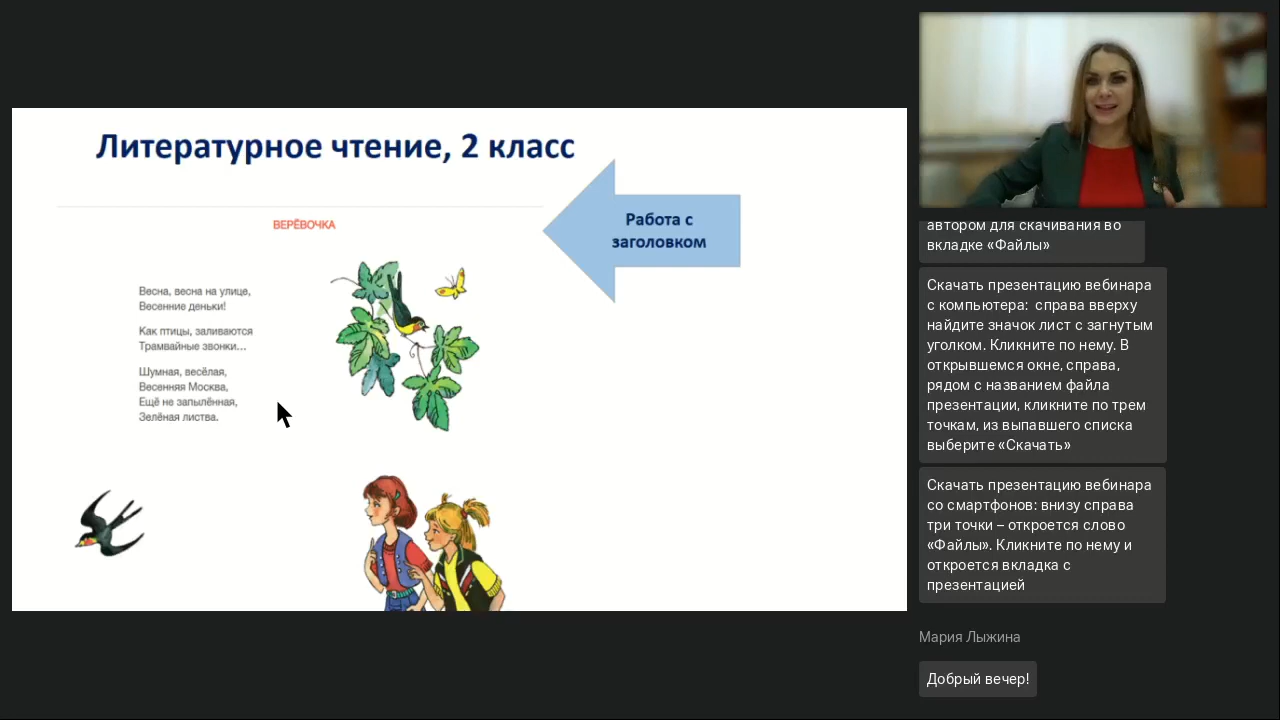 Литературное чтение, 2 класс
Работа с
заголовком
ВЕРЁВОЧКА
Весна, весна на улице,
Весенние деньки!
Как птицы, заливаются
Трамвайные звонки...
Шумная, весёлая,
Весенняя Москва,
Ещё не запылённая,
Зелёная листва.
автором для скачивания во
вкладке «Файлы»
Скачать презентацию вебинара
с компьютера: справа вверху
найдите значок лист с загнутым
уголком. Кликните по нему. В
открывшемся окне, справа,
рядом с названием файла
презентации, кликните по трем
точкам, из выпавшего списка
выберите «Скачать»
Скачать презентацию вебинара
со смартфонов: внизу справа
три точки – откроется слово
«Файлы». Кликните по нему и
откроется вкладка с
презентацией
Мария Лыжина
Добрый вечер!